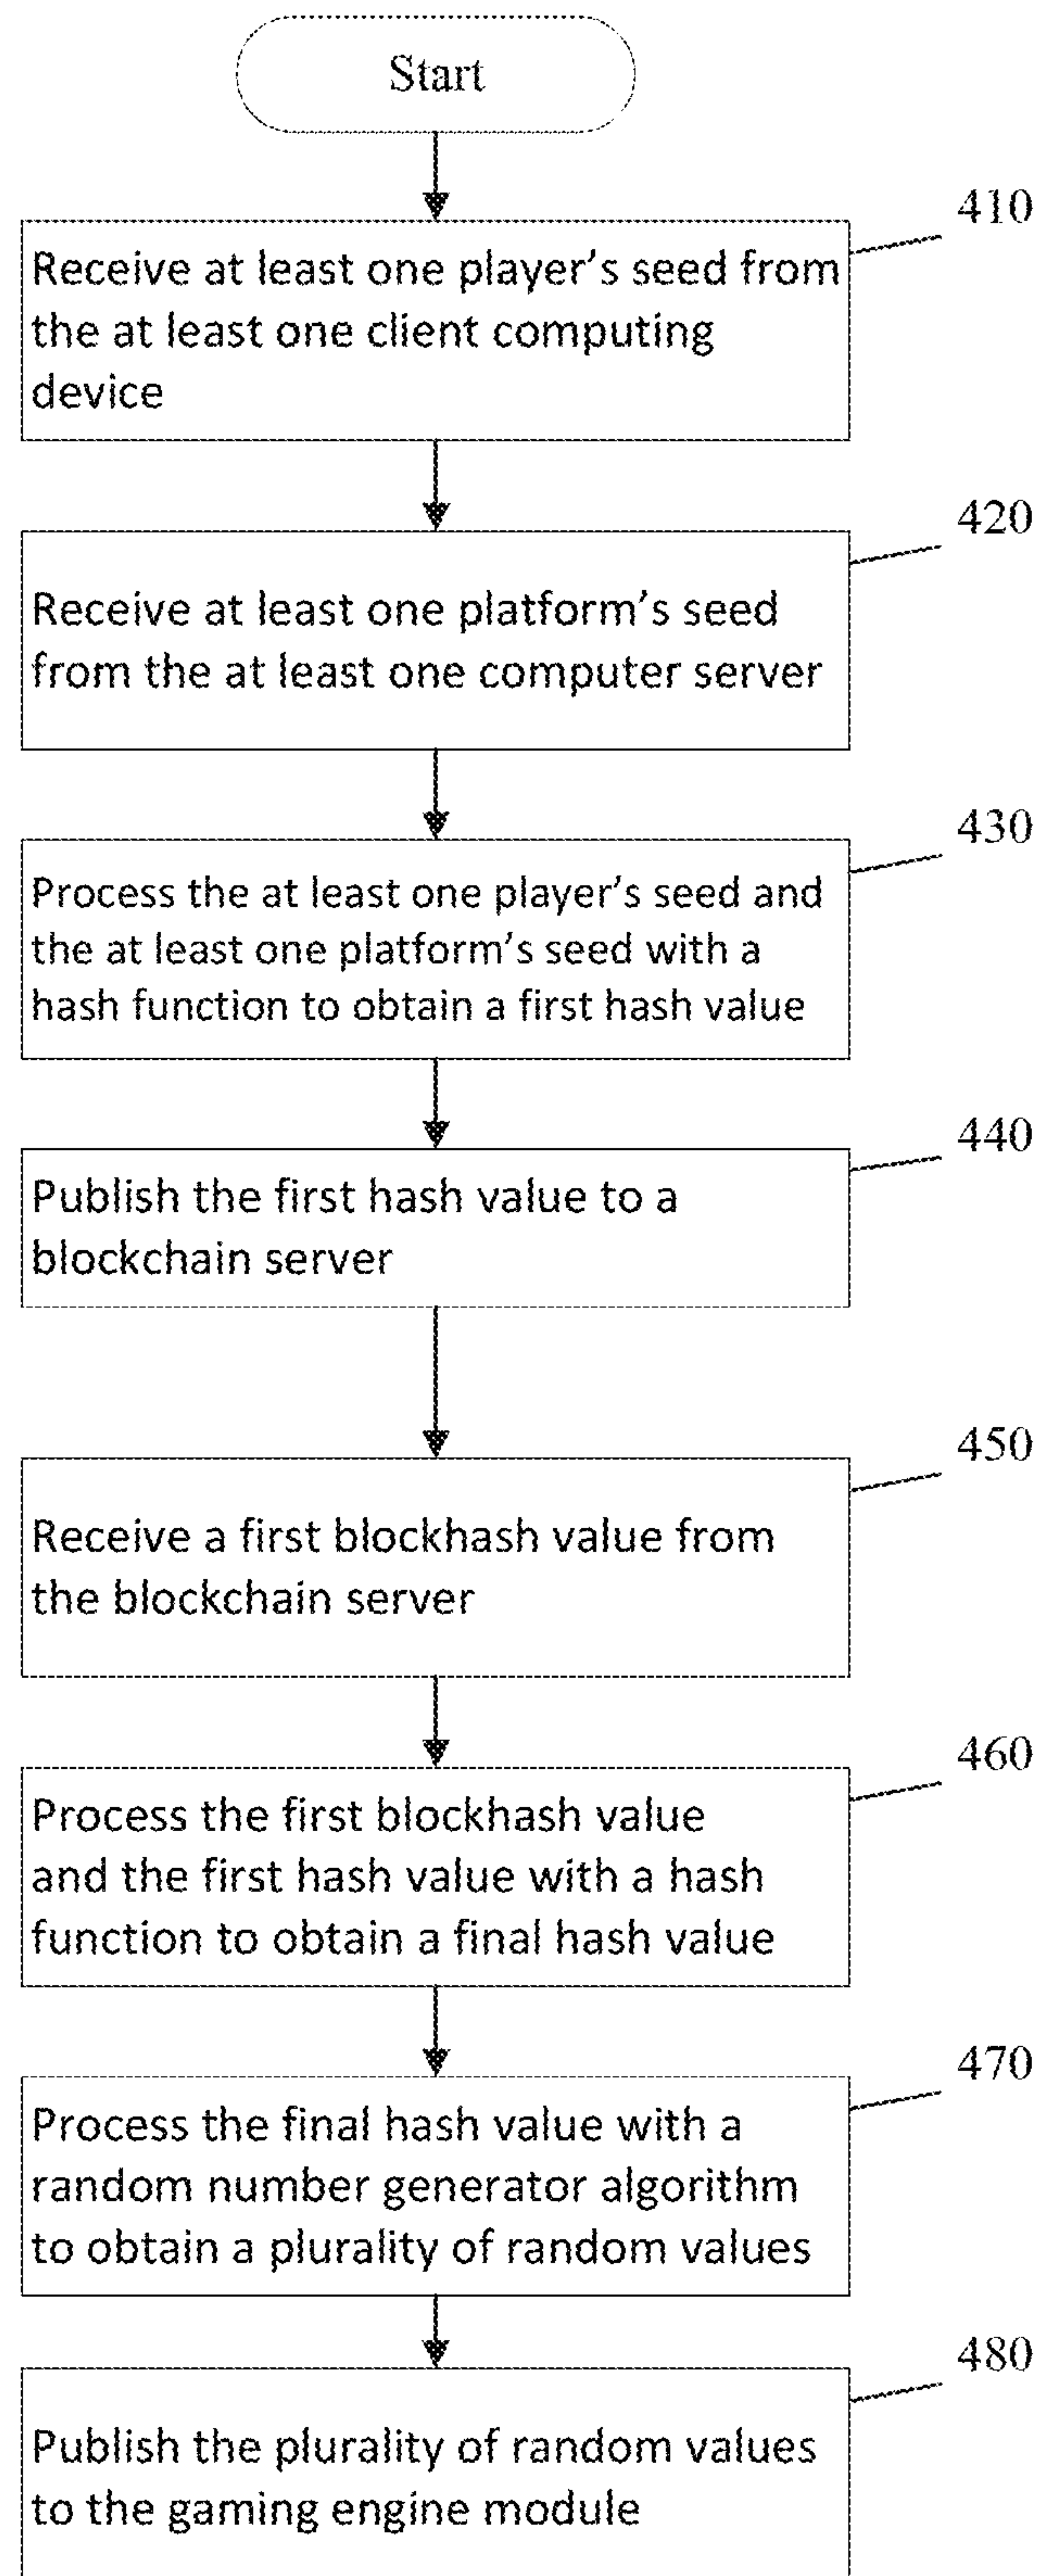 Start
410
Receive at least one player's seed from
the at least one client computing
device
420
Receive at least one platform's seed
from the at least one computer server
430
Process the at least one player's seed and
the at least one platform's seed with a
hash function to obtain a first hash value
440
Publish the first hash value to a
blockchain server
450
Receive a first blockhash value from
the blockchain server
460
Process the first blockhash value
and the first hash value with a hash
function to obtain a final hash value
470
Process the final hash value with a
random number generator algorithm
to obtain a plurality of random values
480
Publish the plurality of random values
to the gaming engine module